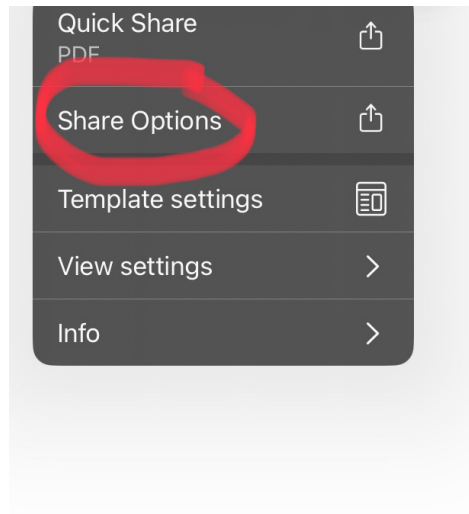 Quick Share
PDF
Share Options
Template settings
View settings
Info